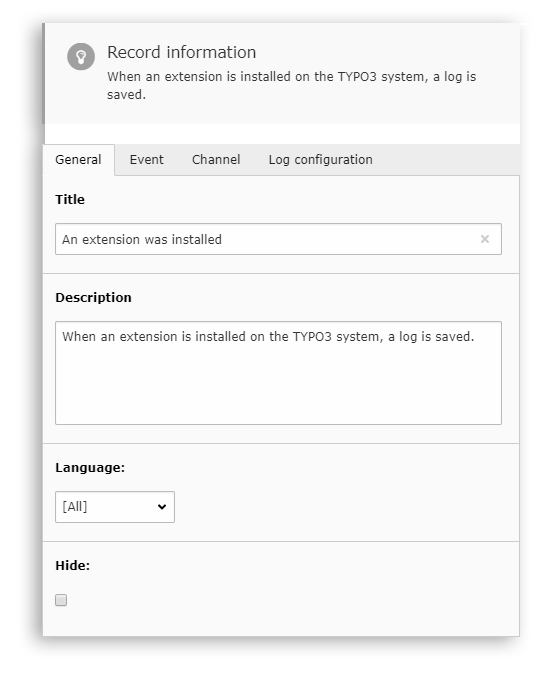 Record information
When an extension is installed on the TYPO3 system, a log is
saved.
General Event Channel Log configuration
Title
An extension was installed
Description
When an extension is installed on the TYPO3 system, a log is saved.
Language:
[All]
Hide: